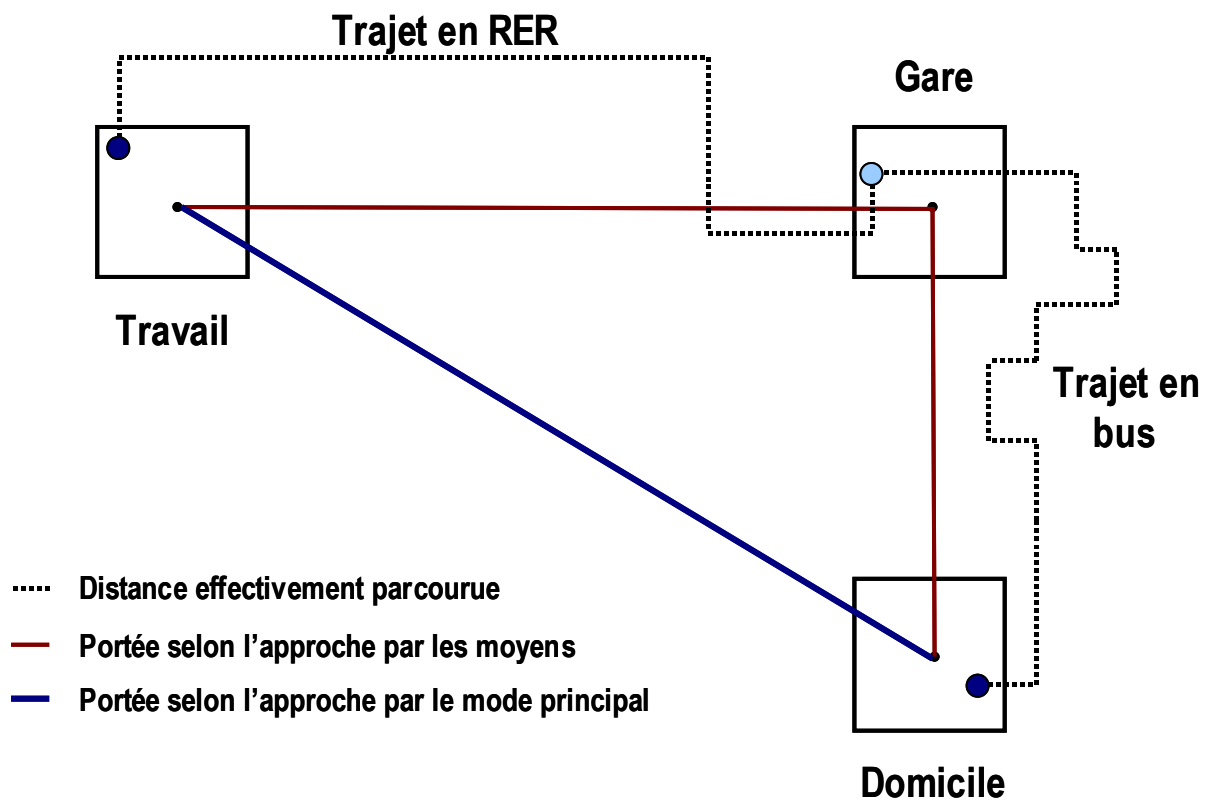 Trajet en RER
Gare
Travail
Trajet en
bus
Distance effectivement parcourue
Portée selon l'approche par les moyens
Portée selon l'approche par le mode principal
Domicile